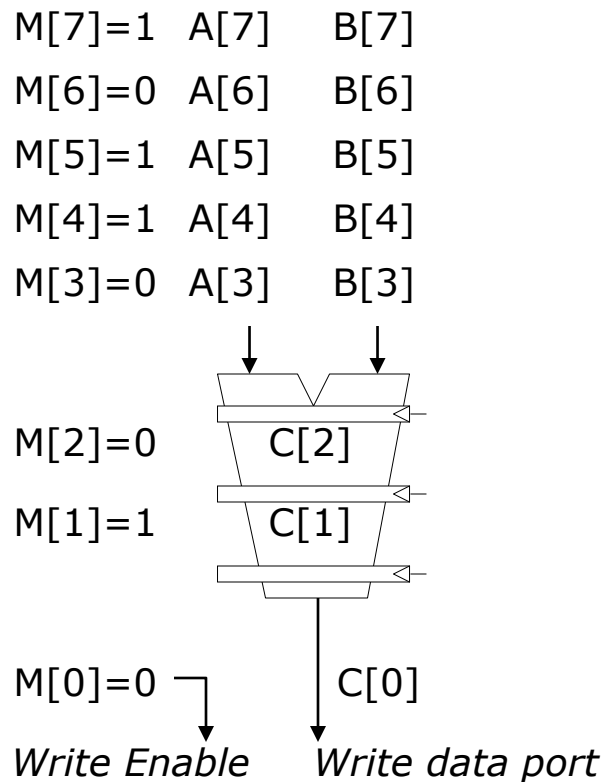 M[7]=1 A[7] B[7]
M[6]=0 A[6] B[6]
M[5]=1 A[5] B[5]
M[4]=1 A[4] B[4]
M[3]=0 A[3] B[3]
M[2]=0 C[2]
M[1]=1 C[1]
M[0]=0 C[0]
Write Enable Write data port